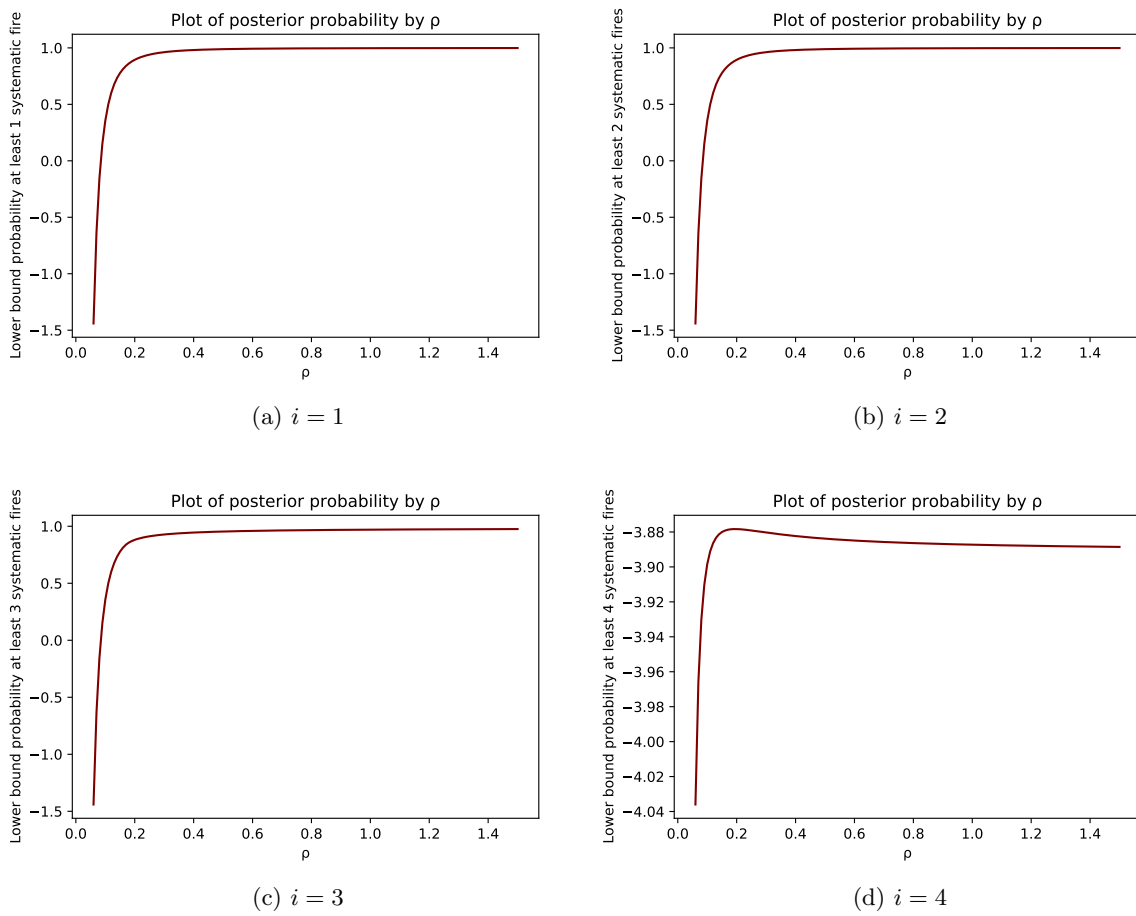 Plot of posterior probability by ρ
Lower bound probability at least 1 systematic fire
1.0
0.5
0.0
−0.5
−1.0
−1.5
0.0 0.2 0.4 0.6 0.8 1.0 1.2 1.4
ρ
(a) i = 1
Plot of posterior probability by ρ
Lower bound probability at least 2 systematic fires
1.0
0.5
0.0
−0.5
−1.0
−1.5
0.0 0.2 0.4 0.6 0.8 1.0 1.2 1.4
ρ
(b) i = 2
Plot of posterior probability by ρ
Lower bound probability at least 3 systematic fires
1.0
0.5
0.0
−0.5
−1.0
−1.5
0.0 0.2 0.4 0.6 0.8 1.0 1.2 1.4
ρ
(c) i = 3
Plot of posterior probability by ρ
Lower bound probability at least 4 systematic fires
−3.88
−3.90
−3.92
−3.94
−3.96
−3.98
−4.00
−4.02
−4.04
0.0 0.2 0.4 0.6 0.8 1.0 1.2 1.4
ρ
(d) i = 4